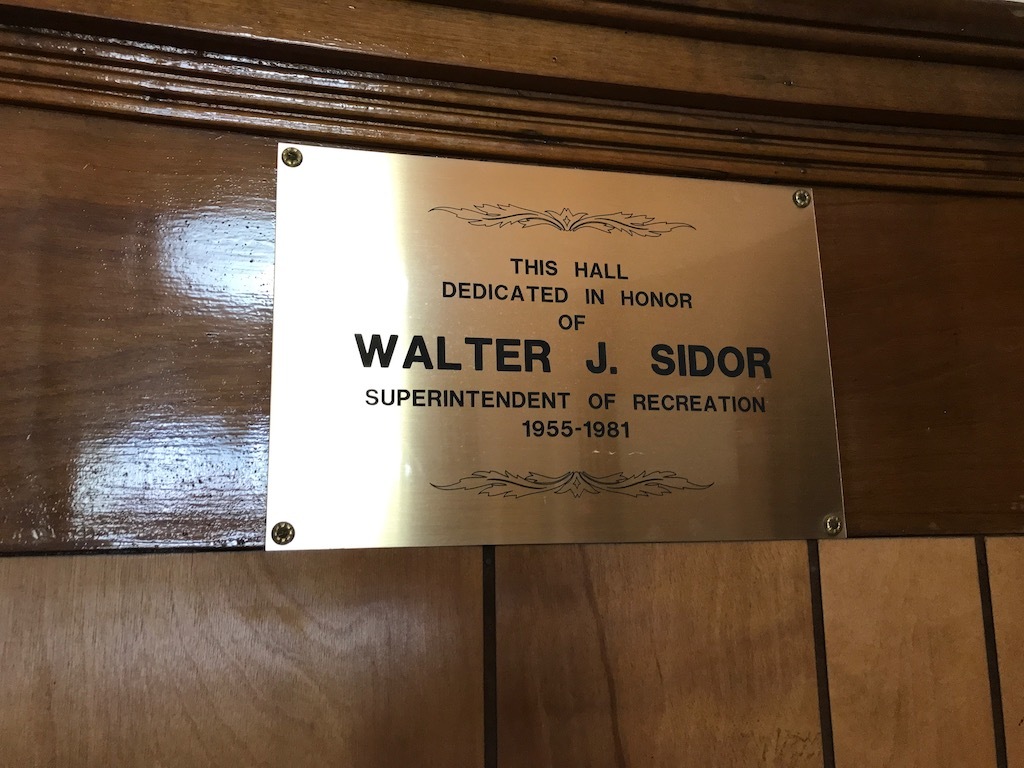 THIS HALL
DEDICATED IN HONOR
OF
WALTER J. SIDOR
SUPERINTENDENT OF RECREATION
1955-1981